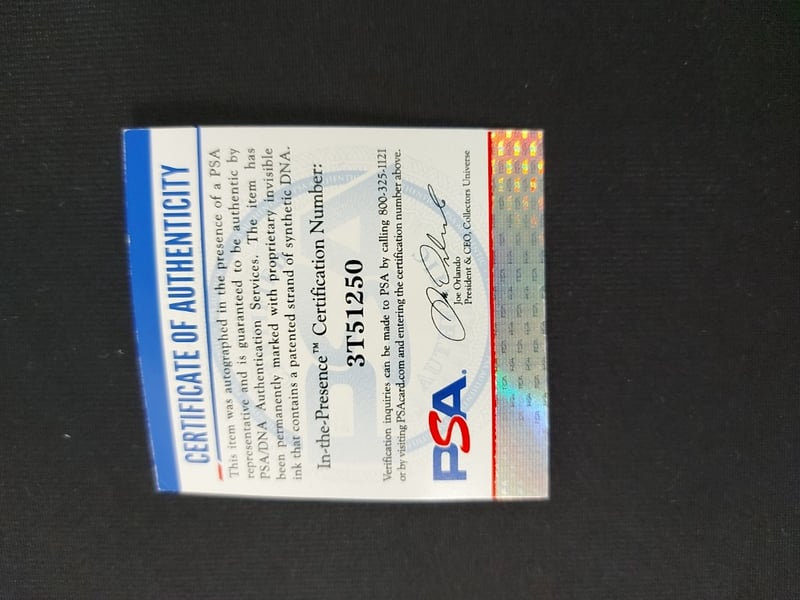 CERTIFICATE OF AUTHENTICITY
This item was autographed in the presence of a PSA
representative and is guaranteed to be authentic by
PSA/DNA Authentication Services. The item has
been permanently marked with proprietary invisible
ink that contains a patented strand of synthetic DNA.
In-the-Presence™ Certification Number:
3T51250
Verification inquiries can be made to PSA by calling 800-325-1121
or by visiting PSAcard.com and entering the certification number above.
PSA.
Joe Orlando
President & CEO, Collectors Universe